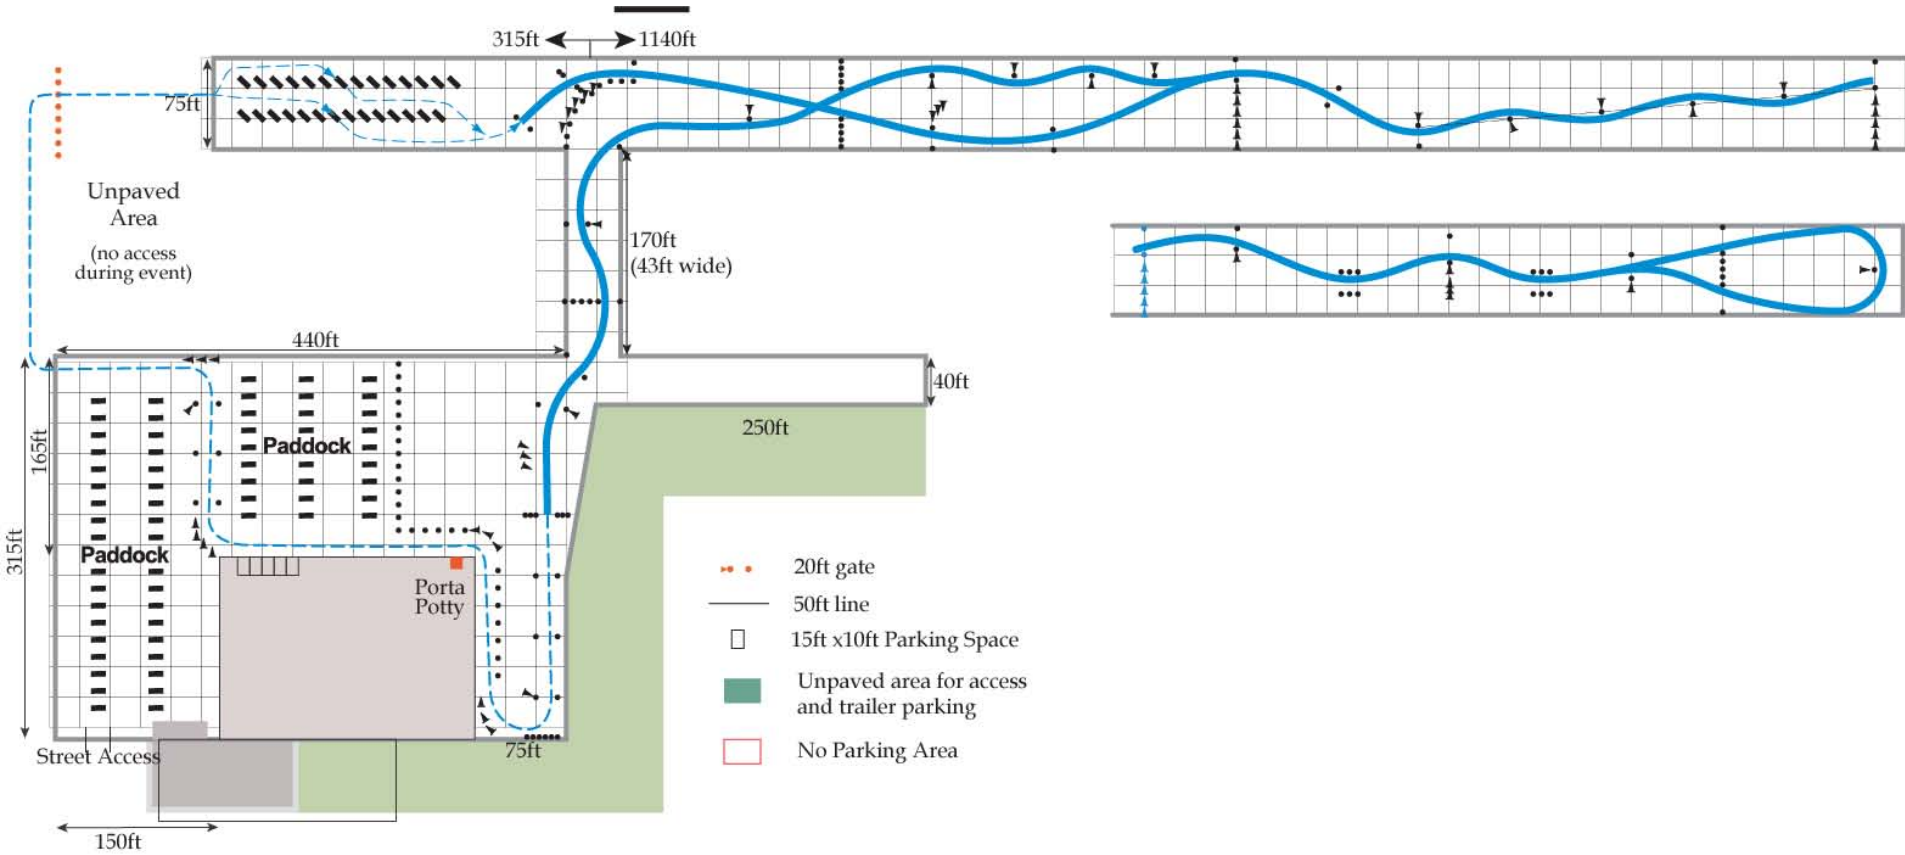 315ft
1140ft
75ft
Unpaved
Area
(no access
during event)
170ft
(43ft wide)
440ft
40ft
250ft
165ft
315ft
Paddock
Paddock
Porta
Potty
20ft gate
50ft line
15ft x10ft Parking Space
Unpaved area for access
and trailer parking
No Parking Area
Street Access
75ft
150ft